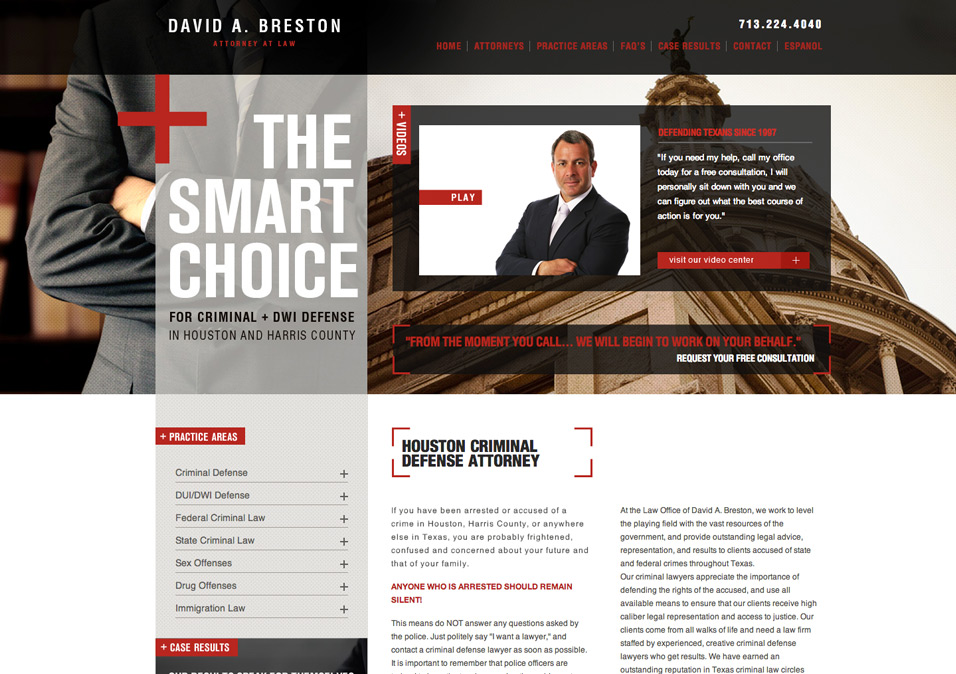 DAVID A. BRESTON
ATTORNEY AT LAW
713.224.4040
HOME | ATTORNEYS | PRACTICE AREAS | FAQ'S | CASE RESULTS | CONTACT | ESPANOL
THE
SMART
CHOICE
FOR CRIMINAL + DWI DEFENSE
IN HOUSTON AND HARRIS COUNTY
+ VIDEOS
PLAY
DEFENDING TEXANS SINCE 1997
"If you need my help, call my office
today for a free consultation, I will
personally sit down with you and we
can figure out what the best course of
action is for you."
visit our video center +
"FROM THE MOMENT YOU CALL... WE WILL BEGIN TO WORK ON YOUR BEHALF."
REQUEST YOUR FREE CONSULTATION
+ PRACTICE AREAS
Criminal Defense +
DUI/DWI Defense +
Federal Criminal Law +
State Criminal Law +
Sex Offenses +
Drug Offenses +
Immigration Law +
+ CASE RESULTS
OUR RESULTS SPEAK FOR THEMSELVES
HOUSTON CRIMINAL
DEFENSE ATTORNEY
If you have been arrested or accused of a
crime in Houston, Harris County, or anywhere
else in Texas, you are probably frightened,
confused and concerned about your future and
that of your family.
ANYONE WHO IS ARRESTED SHOULD REMAIN
SILENT!
This means do NOT answer any questions asked by
the police. Just politely say "I want a lawyer," and
contact a criminal defense lawyer as soon as possible.
It is important to remember that police officers are
At the Law Office of David A. Breston, we work to level
the playing field with the vast resources of the
government, and provide outstanding legal advice,
representation, and results to clients accused of state
and federal crimes throughout Texas.
Our criminal lawyers appreciate the importance of
defending the rights of the accused, and use all
available means to ensure that our clients receive high
caliber legal representation and access to justice. Our
clients come from all walks of life and need a law firm
staffed by experienced, creative criminal defense
lawyers who get results. We have earned an
outstanding reputation in Texas criminal law circles